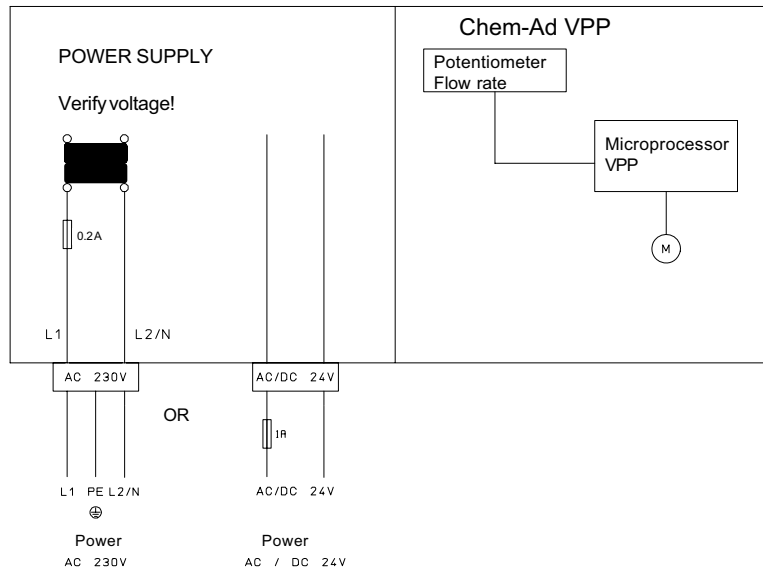 Chem-Ad VPP
POWER SUPPLY
Potentiometer
Flow rate
Verify voltage!
Microprocessor
VPP
0.2A
M
L1
L2/N
AC 230V
AC/DC 24V
OR
1A
L1 PE L2/N
AC/DC 24V
Power
AC 230V
Power
AC / DC 24V